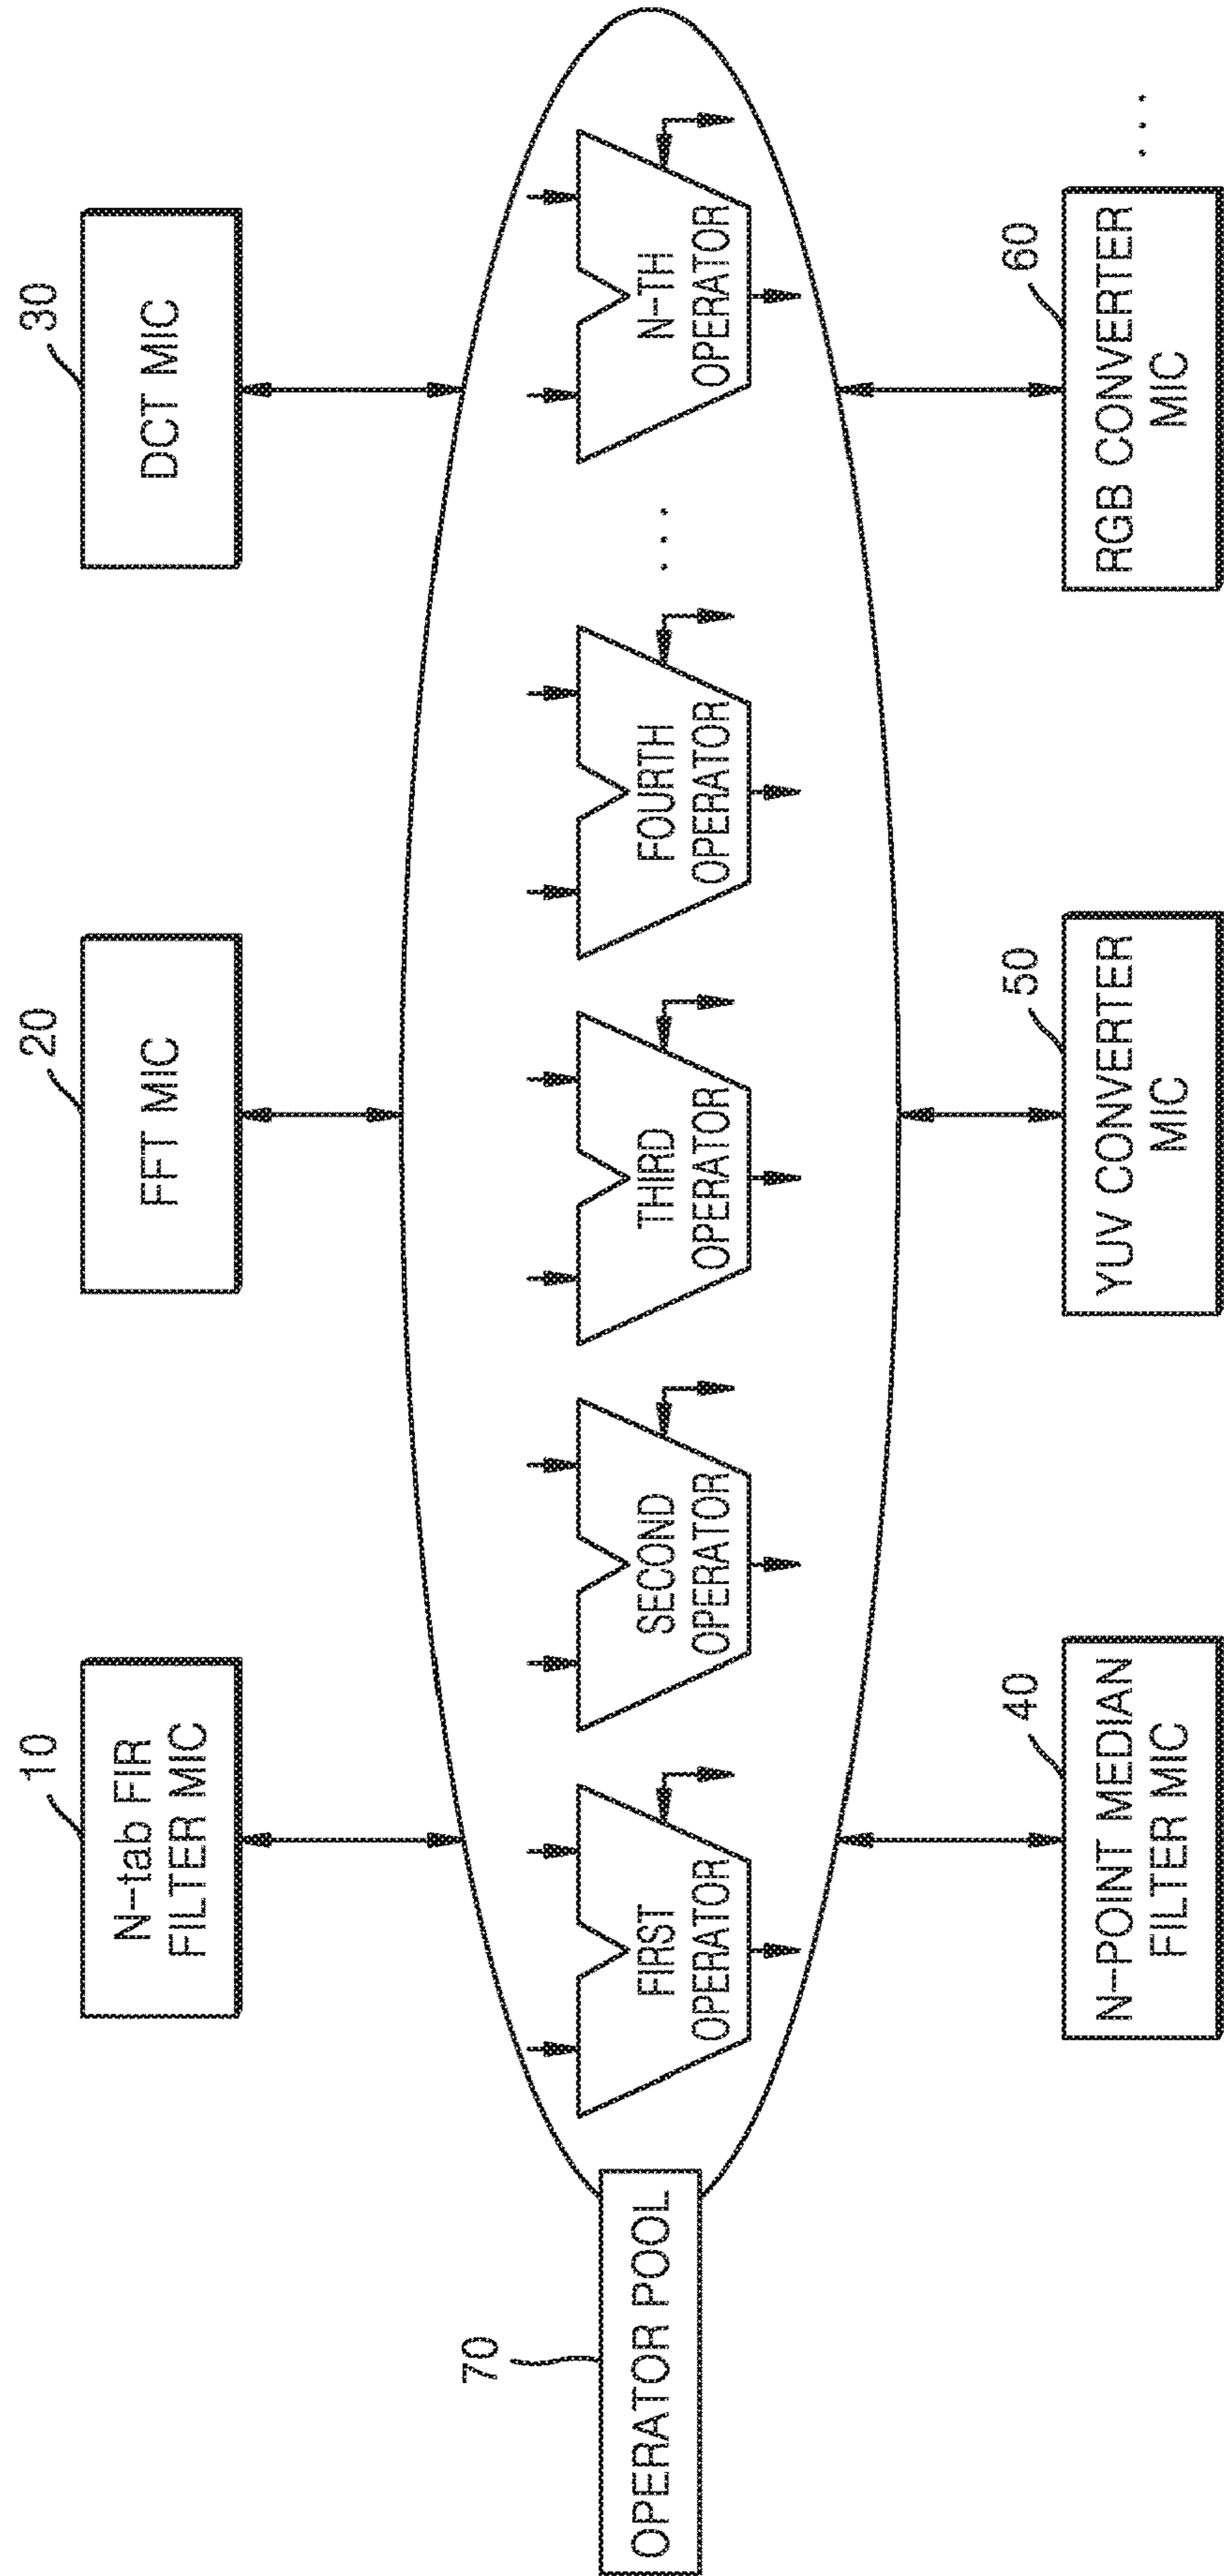 10
N-tab FIR
FILTER MIC
20
FFT MIC
30
DCT MIC
70
OPERATOR POOL
FIRST
OPERATOR
SECOND
OPERATOR
THIRD
OPERATOR
FOURTH
OPERATOR
...
N-TH
OPERATOR
40
N-POINT MEDIAN
FILTER MIC
50
YUV CONVERTER
MIC
60
RGB CONVERTER
MIC
...